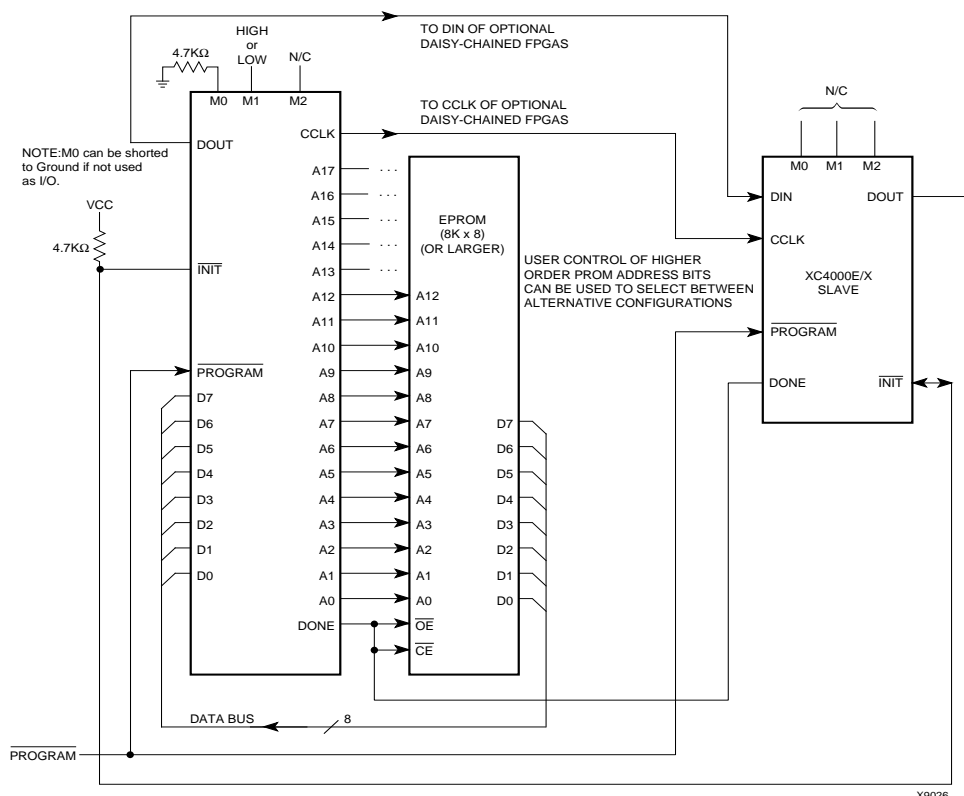 TO DIN OF OPTIONAL
DAISY-CHAINED FPGAS
HIGH
or
LOW
4.7KΩ
N/C
M0 M1 M2
TO CCLK OF OPTIONAL
DAISY-CHAINED FPGAS
N/C
M0 M1 M2
NOTE:M0 can be shorted
to Ground if not used
as I/O.
VCC
4.7KΩ
DOUT
INIT
PROGRAM
D7
D6
D5
D4
D3
D2
D1
D0
CCLK
A17 ...
A16 ...
A15 ...
A14 ...
A13 ...
A12
A11
A10
A9
A8
A7
A6
A5
A4
A3
A2
A1
A0
DONE
EPROM
(8K x 8)
(OR LARGER)
A12
A11
A10
A9
A8
A7
A6
A5
A4
A3
A2
A1
A0
OE
CE
D7
D6
D5
D4
D3
D2
D1
D0
USER CONTROL OF HIGHER
ORDER PROM ADDRESS BITS
CAN BE USED TO SELECT BETWEEN
ALTERNATIVE CONFIGURATIONS
DIN DOUT
CCLK
XC4000E/X
SLAVE
PROGRAM
DONE INIT
DATA BUS 8
PROGRAM
X9026